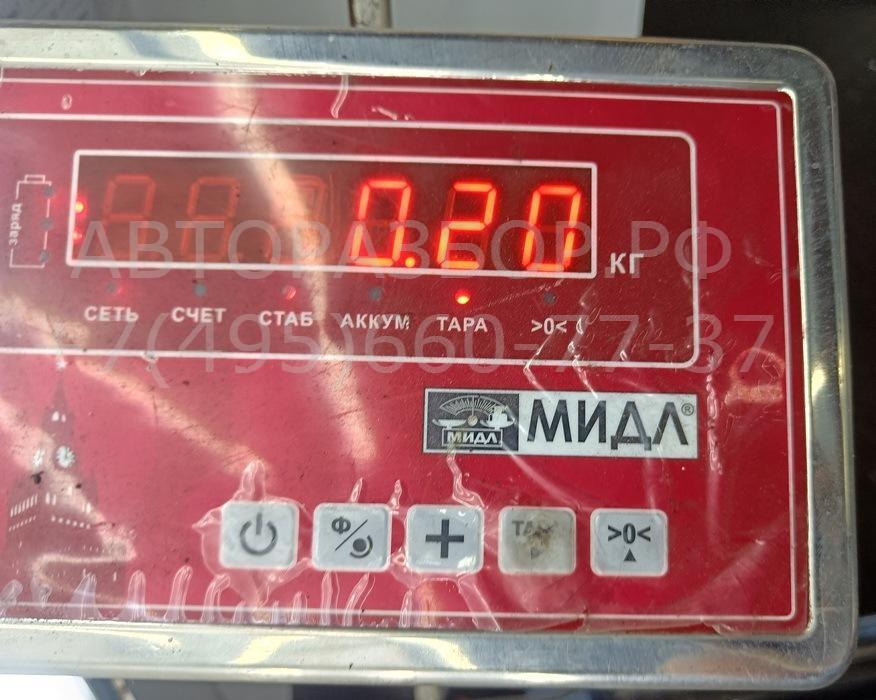 0.20
заряд
КГ
АВТОРАЗБОР.РФ
СЕТЬ СЧЕТ СТАБ АККУМ ТАРА >0<
7(495)660-77-37
МИДЛ МИДЛ®
Ф + >0<